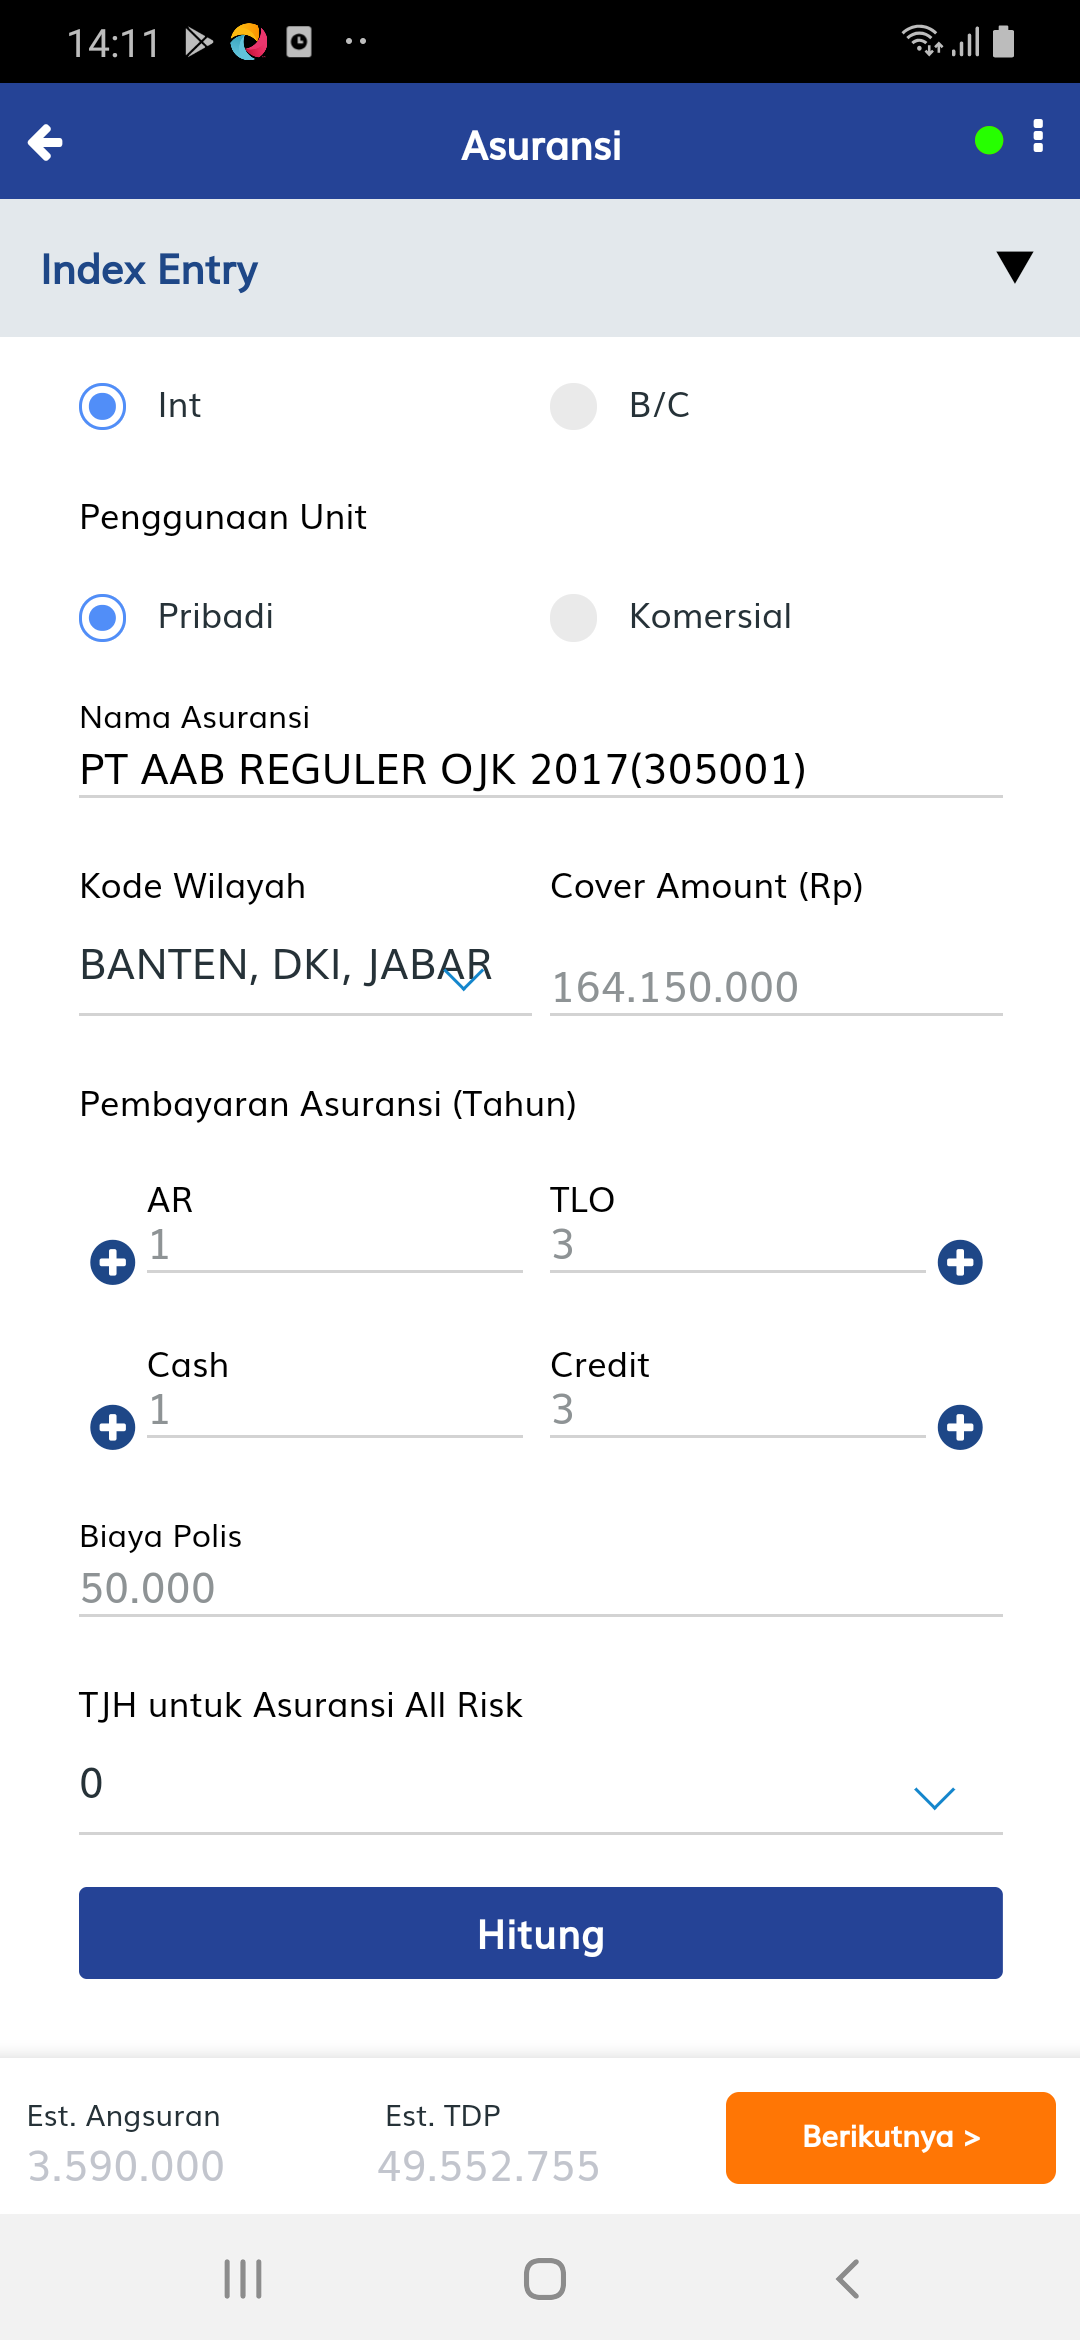 14:11
Asuransi
Index Entry
Int
B/C
Penggunaan Unit
Pribadi
Komersial
Nama Asuransi
PT AAB REGULER OJK 2017(305001)
Kode Wilayah
Cover Amount (Rp)
BANTEN, DKI, JABAR
164.150.000
Pembayaran Asuransi (Tahun)
AR
TLO
1
3
Cash
Credit
1
3
Biaya Polis
50.000
TJH untuk Asuransi All Risk
0
Hitung
Est. Angsuran
Est. TDP
3.590.000
49.552.755
Berikutnya >